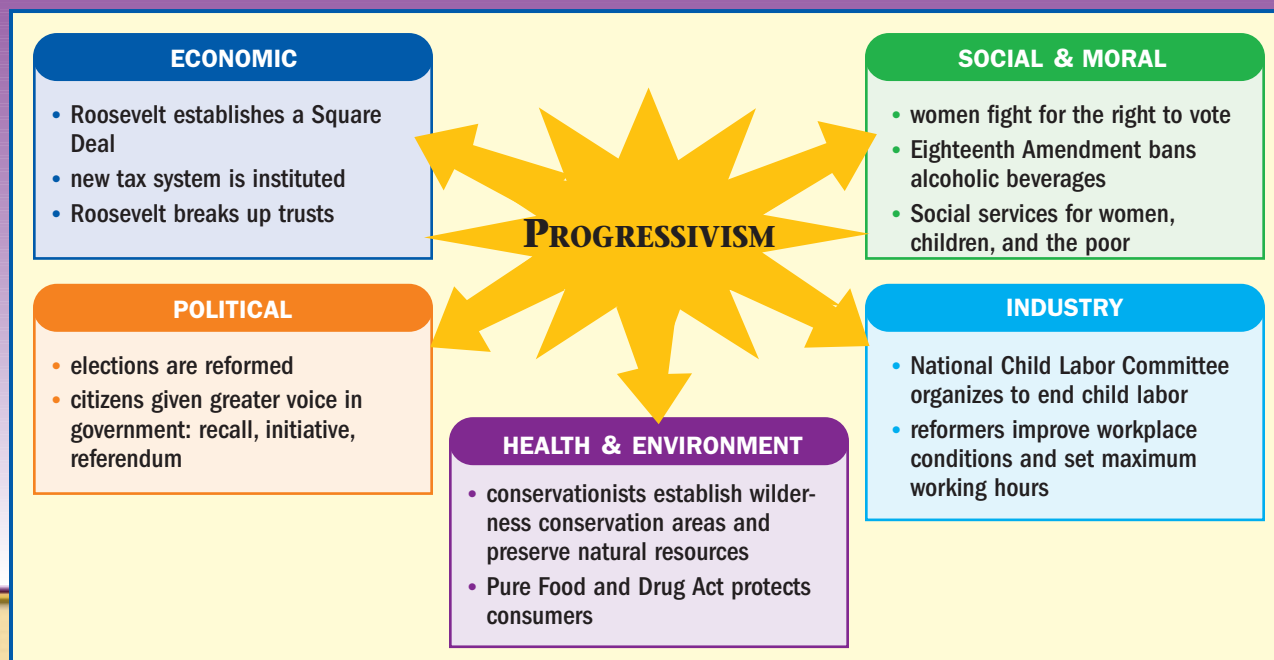 ECONOMIC
• Roosevelt establishes a Square
Deal
• new tax system is instituted
• Roosevelt breaks up trusts
SOCIAL & MORAL
• women fight for the right to vote
• Eighteenth Amendment bans
alcoholic beverages
• Social services for women,
children, and the poor
PROGRESSIVISM
POLITICAL
• elections are reformed
• citizens given greater voice in
government: recall, initiative,
referendum
INDUSTRY
• National Child Labor Committee
organizes to end child labor
• reformers improve workplace
conditions and set maximum
working hours
HEALTH & ENVIRONMENT
• conservationists establish wilder-
ness conservation areas and
preserve natural resources
• Pure Food and Drug Act protects
consumers